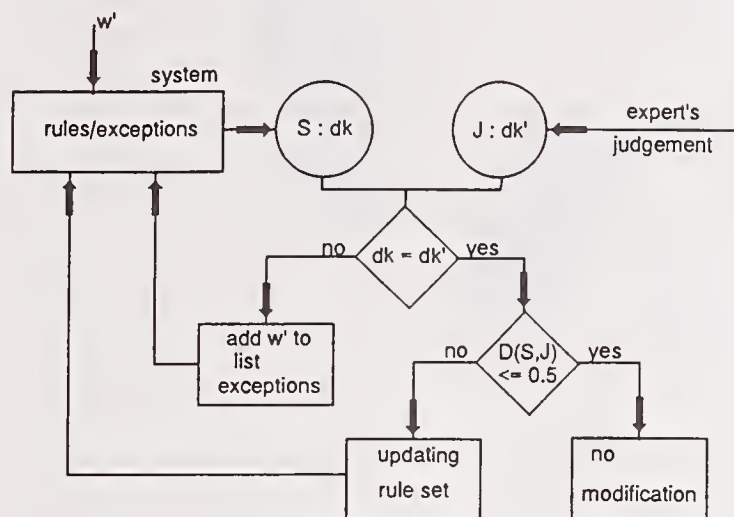 w'
system
rules/exceptions
S : dk
J : dk'
expert's
judgement
no
dk = dk'
yes
add w' to
list
exceptions
no
D(S,J)
<= 0.5
yes
updating
rule set
no
modification